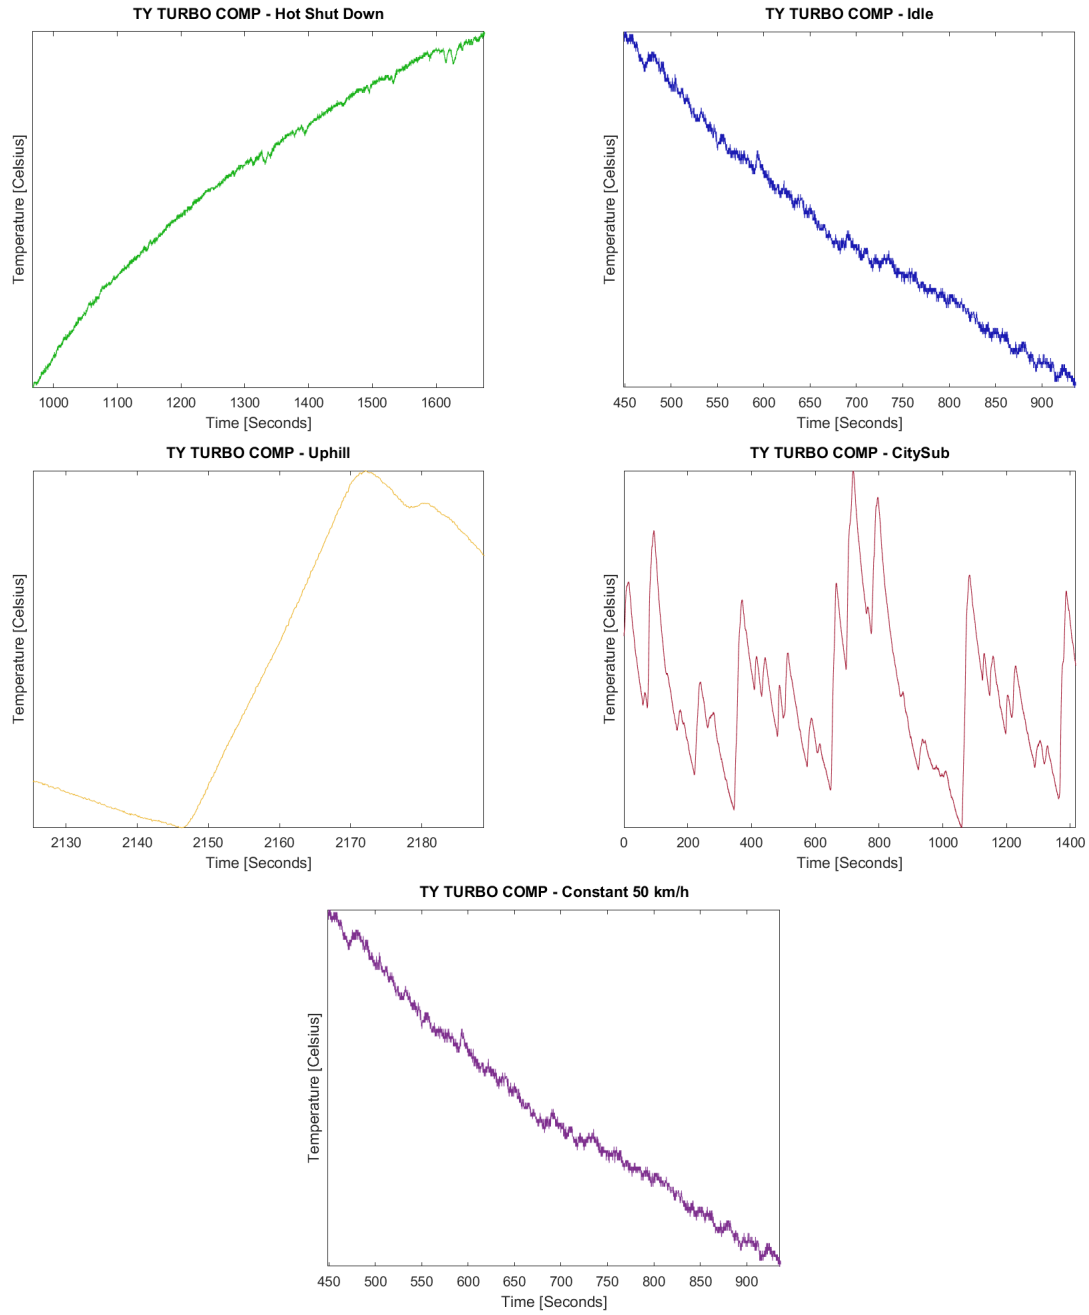 TY TURBO COMP - Hot Shut Down
Temperature [Celsius]
1000 1100 1200 1300 1400 1500 1600
Time [Seconds]
TY TURBO COMP - Idle
Temperature [Celsius]
450 500 550 600 650 700 750 800 850 900
Time [Seconds]
TY TURBO COMP - Uphill
Temperature [Celsius]
2130 2140 2150 2160 2170 2180
Time [Seconds]
TY TURBO COMP - CitySub
Temperature [Celsius]
0 200 400 600 800 1000 1200 1400
Time [Seconds]
TY TURBO COMP - Constant 50 km/h
Temperature [Celsius]
450 500 550 600 650 700 750 800 850 900
Time [Seconds]